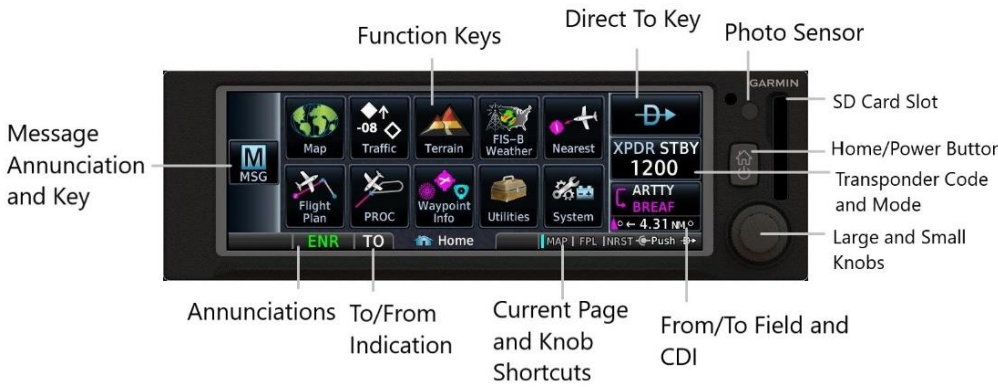 Direct To Key
Function Keys
Photo Sensor
GARMIN
SD Card Slot
Message
Annunciation
and Key
Home/Power Button
Transponder Code
and Mode
Large and Small
Knobs
M
MSG
Map
-08
Traffic
Terrain
FIS-B
Weather
Nearest
D
XPDR STBY
1200
Flight
Plan
PROC
Waypoint
Info
Utilities
System
ARTTY
BREAF
4.31 NM
ENR
TO
Home
MAP | FPL | NRST Push D
Annunciations
To/From
Indication
Current Page
and Knob
Shortcuts
From/To Field and
CDI